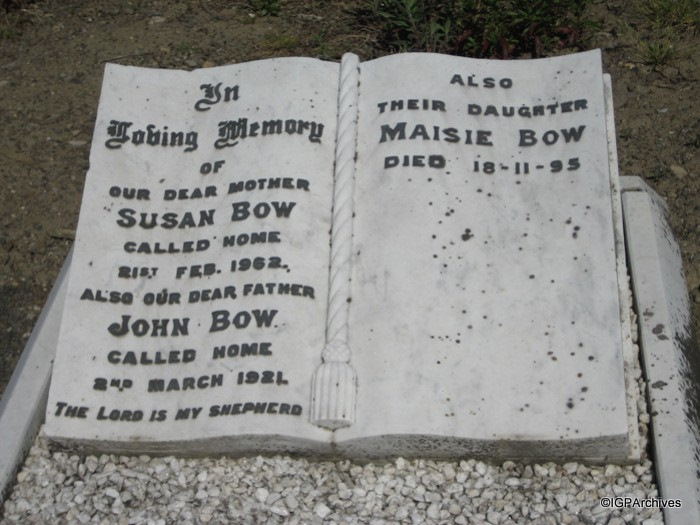 In
Loving Memory
OF
OUR DEAR MOTHER
SUSAN BOW
CALLED HOME
21ST FEB. 1962.
ALSO OUR DEAR FATHER
JOHN BOW
CALLED HOME
2ND MARCH 1921.
THE LORD IS MY SHEPHERD
ALSO
THEIR DAUGHTER
MAISIE BOW
DIED 18-11-95
©IGPArchives